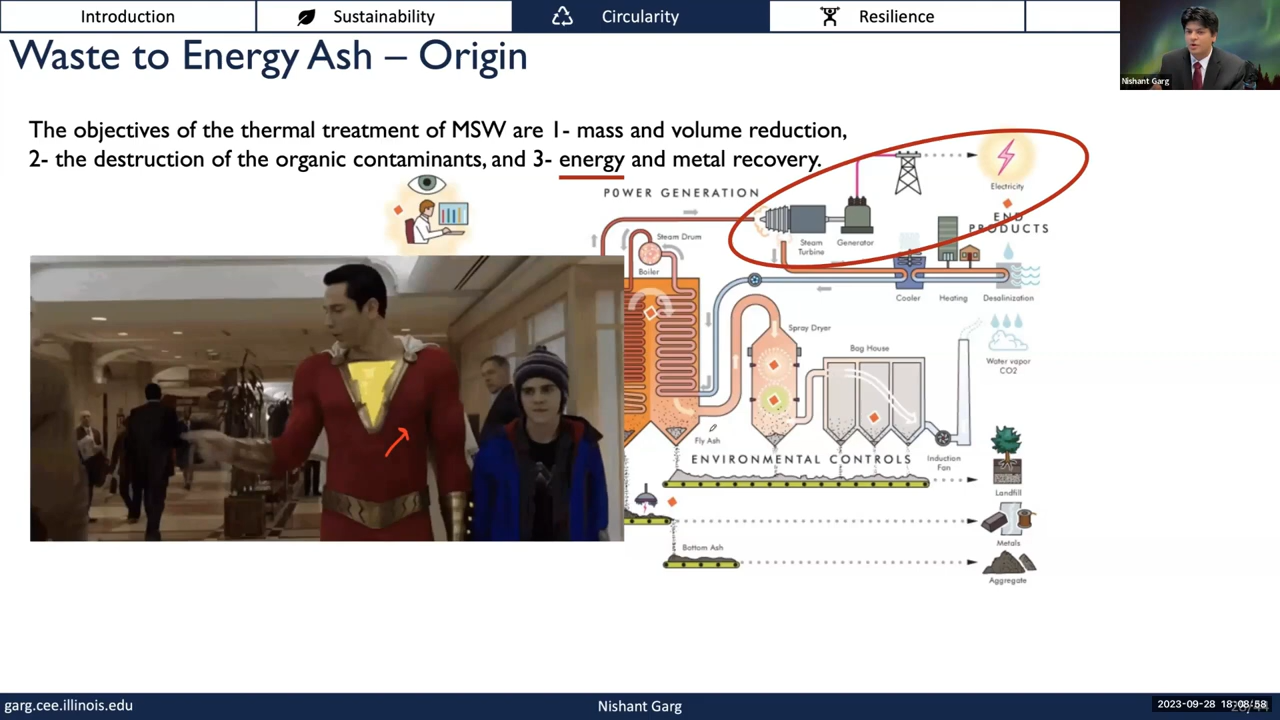 Introduction
Sustainability
Circularity
Resilience
Waste to Energy Ash – Origin
Nishant Garg
The objectives of the thermal treatment of MSW are 1- mass and volume reduction,
2- the destruction of the organic contaminants, and 3- energy and metal recovery.
POWER GENERATION
Electricity
END
PRODUCTS
Steam Drum
Steam
Turbine
Generator
Boiler
Cooler
Heating
Desalinization
Spray Dryer
Bag House
Water vapor
CO2
Fly Ash
ENVIRONMENTAL CONTROLS
Induction
Fan
Landfill
Metals
Bottom Ash
Aggregate
garg.cee.illinois.edu
Nishant Garg
2023-09-28 18:08:58